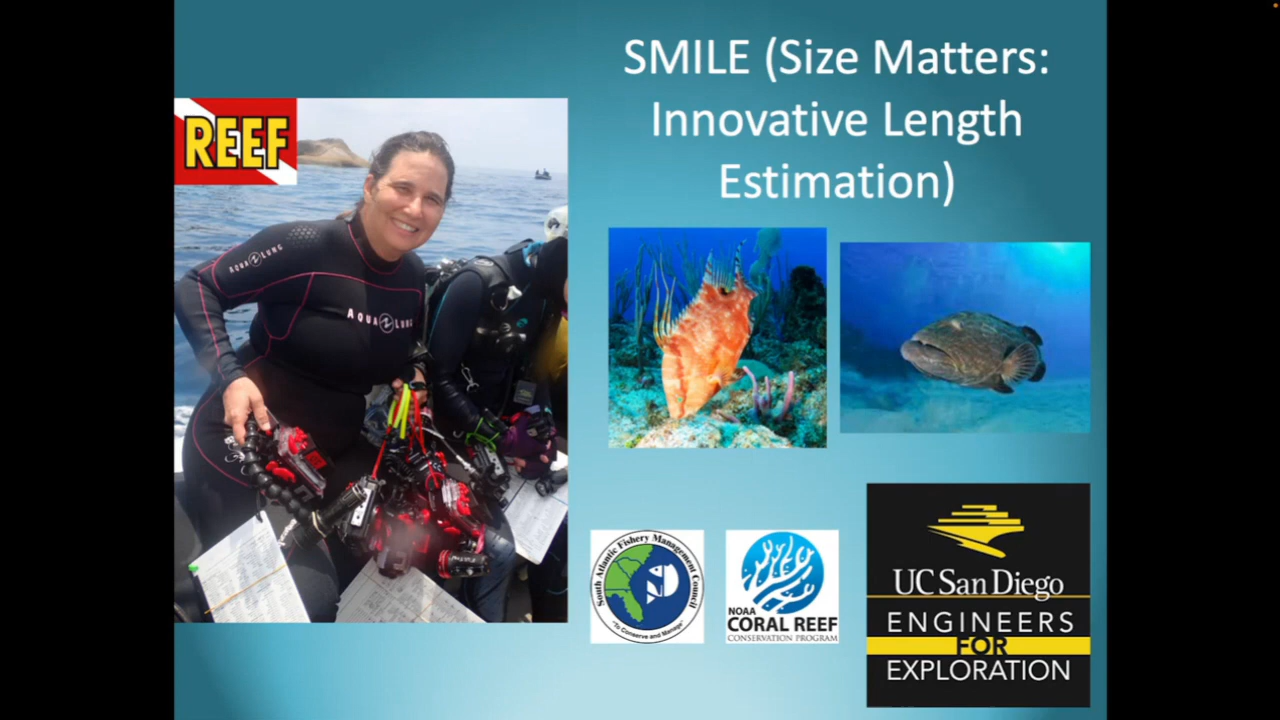 SMILE (Size Matters:
Innovative Length
Estimation)
REEF
AQUA LUNG
AQUA LUNG
South Atlantic Fishery Management Council
"To Conserve and Manage"
NOAA
CORAL REEF
CONSERVATION PROGRAM
UC San Diego
ENGINEERS
FOR
EXPLORATION